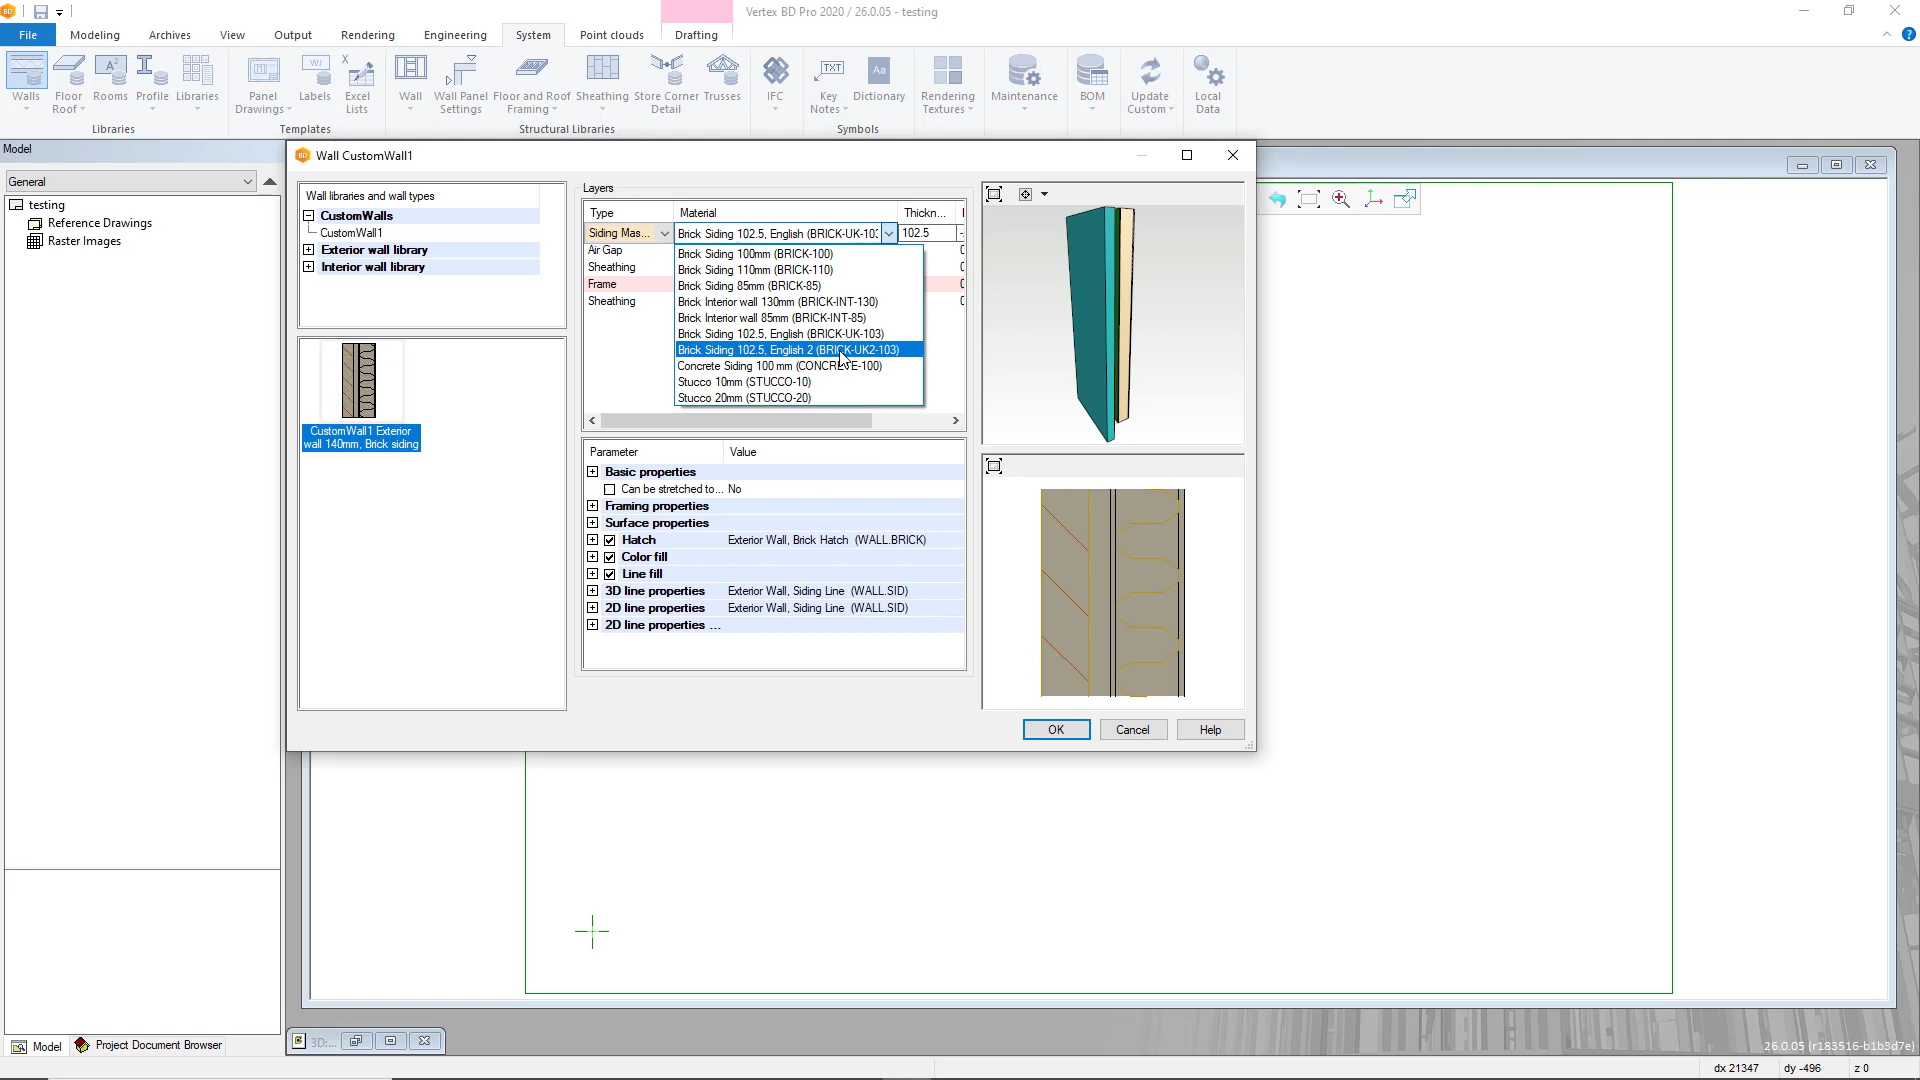 Vertex BD Pro 2020 / 26.0.05 - testing
File Modeling Archives View Output Rendering Engineering System Point clouds Drafting
Walls
Floor Roof
Rooms
Profile
Libraries
Panel Drawings
Labels
Excel Lists
Wall
Wall Panel Settings
Floor and Roof Framing
Sheathing
Store Corner Detail
Trusses
IFC
TXT
Key Notes
Aa
Dictionary
Rendering Textures
Maintenance
BOM
Update Custom
Local Data
Libraries Templates Structural Libraries Symbols
Model
General
testing
Reference Drawings
Raster Images
BD Wall CustomWall1
Wall libraries and wall types
CustomWalls
CustomWall1
Exterior wall library
Interior wall library
CustomWall1 Exterior
wall 140mm, Brick siding
Layers
Type Material Thickn...
Siding Mas... Brick Siding 102.5, English (BRICK-UK-103 102.5
Air Gap
Sheathing
Frame
Sheathing
Brick Siding 100mm (BRICK-100)
Brick Siding 110mm (BRICK-110)
Brick Siding 85mm (BRICK-85)
Brick Interior wall 130mm (BRICK-INT-130)
Brick Interior wall 85mm (BRICK-INT-85)
Brick Siding 102.5, English (BRICK-UK-103)
Brick Siding 102.5, English 2 (BRICK-UK2-103)
Concrete Siding 100 mm (CONCRETE-100)
Stucco 10mm (STUCCO-10)
Stucco 20mm (STUCCO-20)
Parameter Value
Basic properties
Can be stretched to... No
Framing properties
Surface properties
Hatch Exterior Wall, Brick Hatch (WALL.BRICK)
Color fill
Line fill
3D line properties Exterior Wall, Siding Line (WALL.SID)
2D line properties Exterior Wall, Siding Line (WALL.SID)
2D line properties ...
OK Cancel Help
3D:...
Model Project Document Browser
26.0.05 (r183516-b1b3d7e)
dx 21347 dy -496 z 0